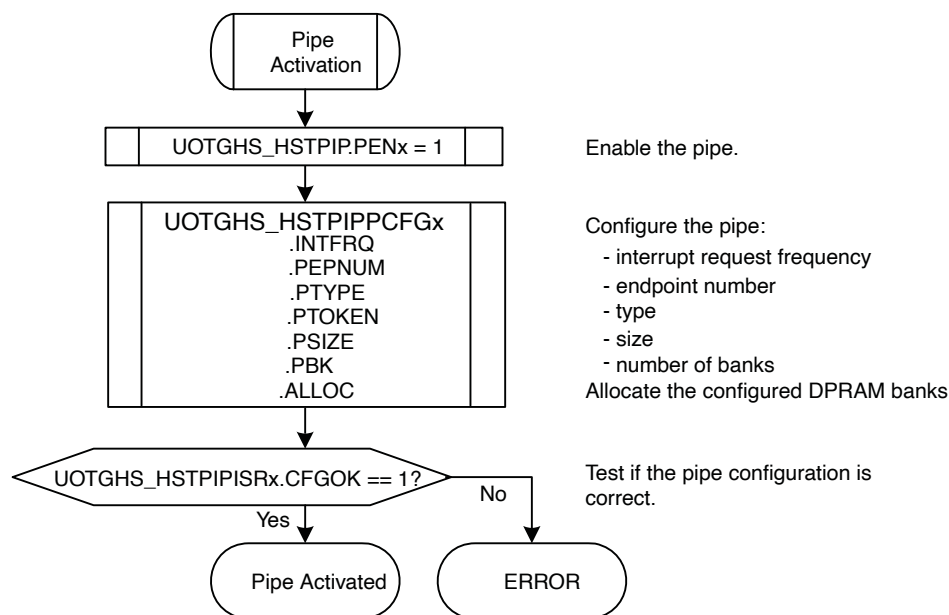 Pipe
Activation
UOTGHS_HSTPIP.PENx = 1
Enable the pipe.
UOTGHS_HSTPIPPCFGx
.INTFRQ
.PEPNUM
.PTYPE
.PTOKEN
.PSIZE
.PBK
.ALLOC
Configure the pipe:
- interrupt request frequency
- endpoint number
- type
- size
- number of banks
Allocate the configured DPRAM banks
UOTGHS_HSTPIPISRx.CFGOK == 1?
Test if the pipe configuration is
correct.
No
Yes
Pipe Activated
ERROR